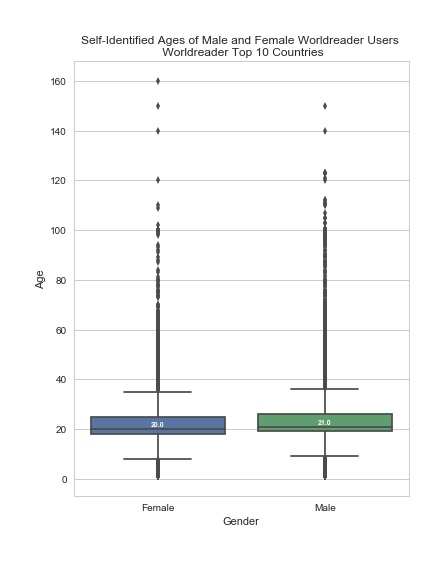 Self-Identified Ages of Male and Female Worldreader Users
Worldreader Top 10 Countries
160
140
120
100
80
60
40
20
0
Age
20.0
21.0
Female
Male
Gender